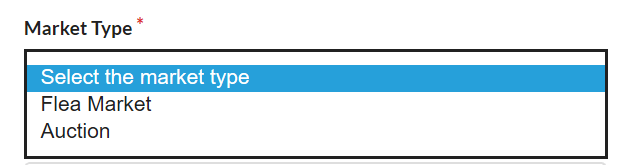 Market Type *
Select the market type
Flea Market
Auction